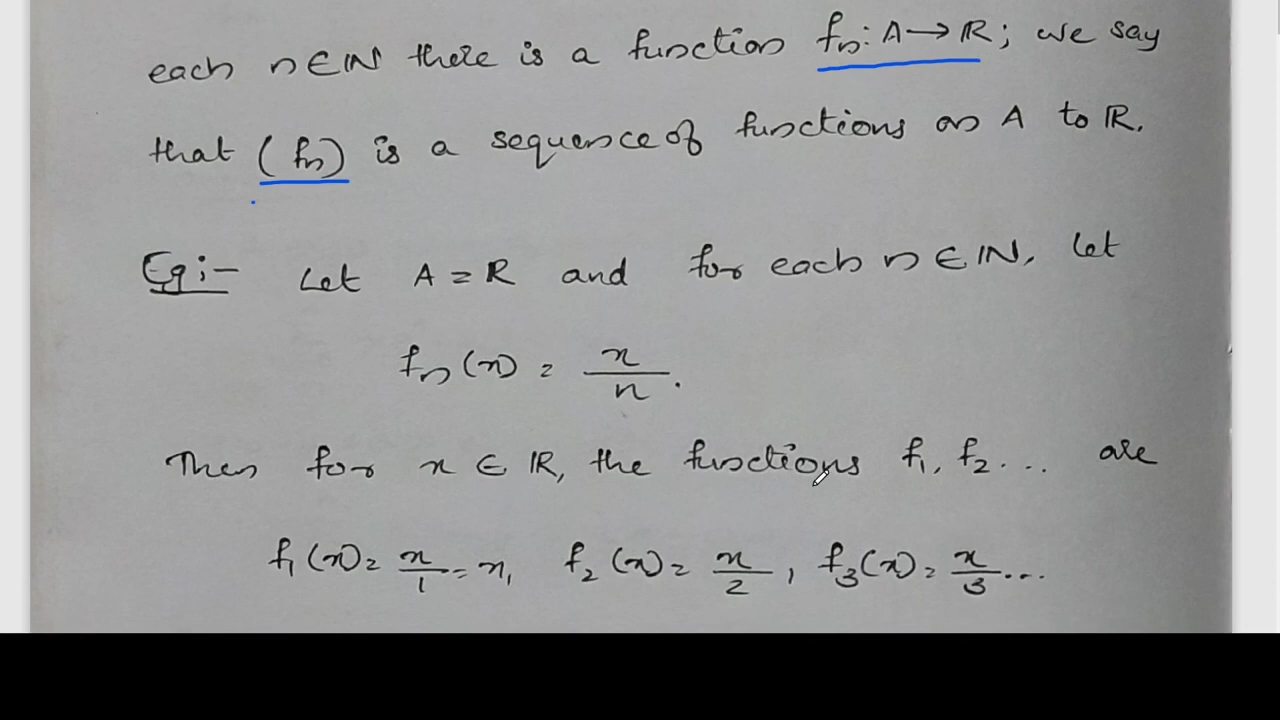 each n ∈ ℕ there is a function fn: A → ℝ; we say
that (fn) is a sequence of functions on A to ℝ.
Eg:- Let A = ℝ and for each n ∈ ℕ, let
fn(x) = x/n.
Then for x ∈ ℝ, the functions f1, f2... are
f1(x) = x/1 = x, f2(x) = x/2, f3(x) = x/3...